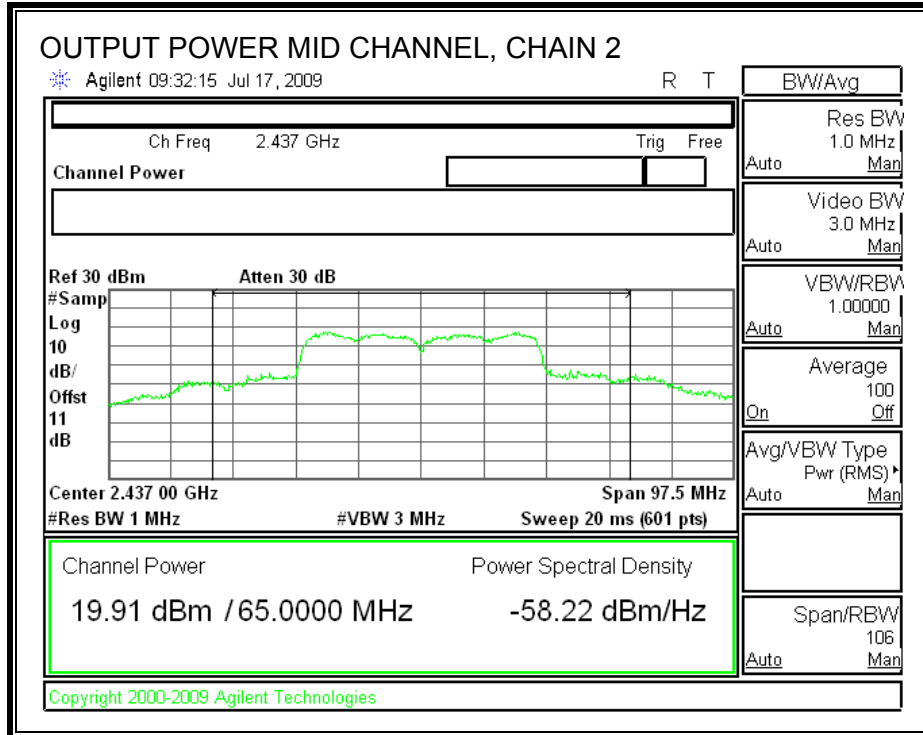 OUTPUT POWER MID CHANNEL, CHAIN 2
Agilent 09:32:15 Jul 17, 2009 R T
Ch Freq 2.437 GHz Trig Free
Channel Power
Ref 30 dBm Atten 30 dB
#Samp
Log
10
dB/
Offst
11
dB
Center 2.437 00 GHz Span 97.5 MHz
#Res BW 1 MHz #VBW 3 MHz Sweep 20 ms (601 pts)
Channel Power Power Spectral Density
19.91 dBm / 65.0000 MHz -58.22 dBm/Hz
Copyright 2000-2009 Agilent Technologies
BW/Avg
Res BW
1.0 MHz
Auto Man
Video BW
3.0 MHz
Auto Man
VBW/RBW
1.00000
Auto Man
Average
100
On Off
Avg/VBW Type
Pwr (RMS)
Auto Man
Span/RBW
106
Auto Man